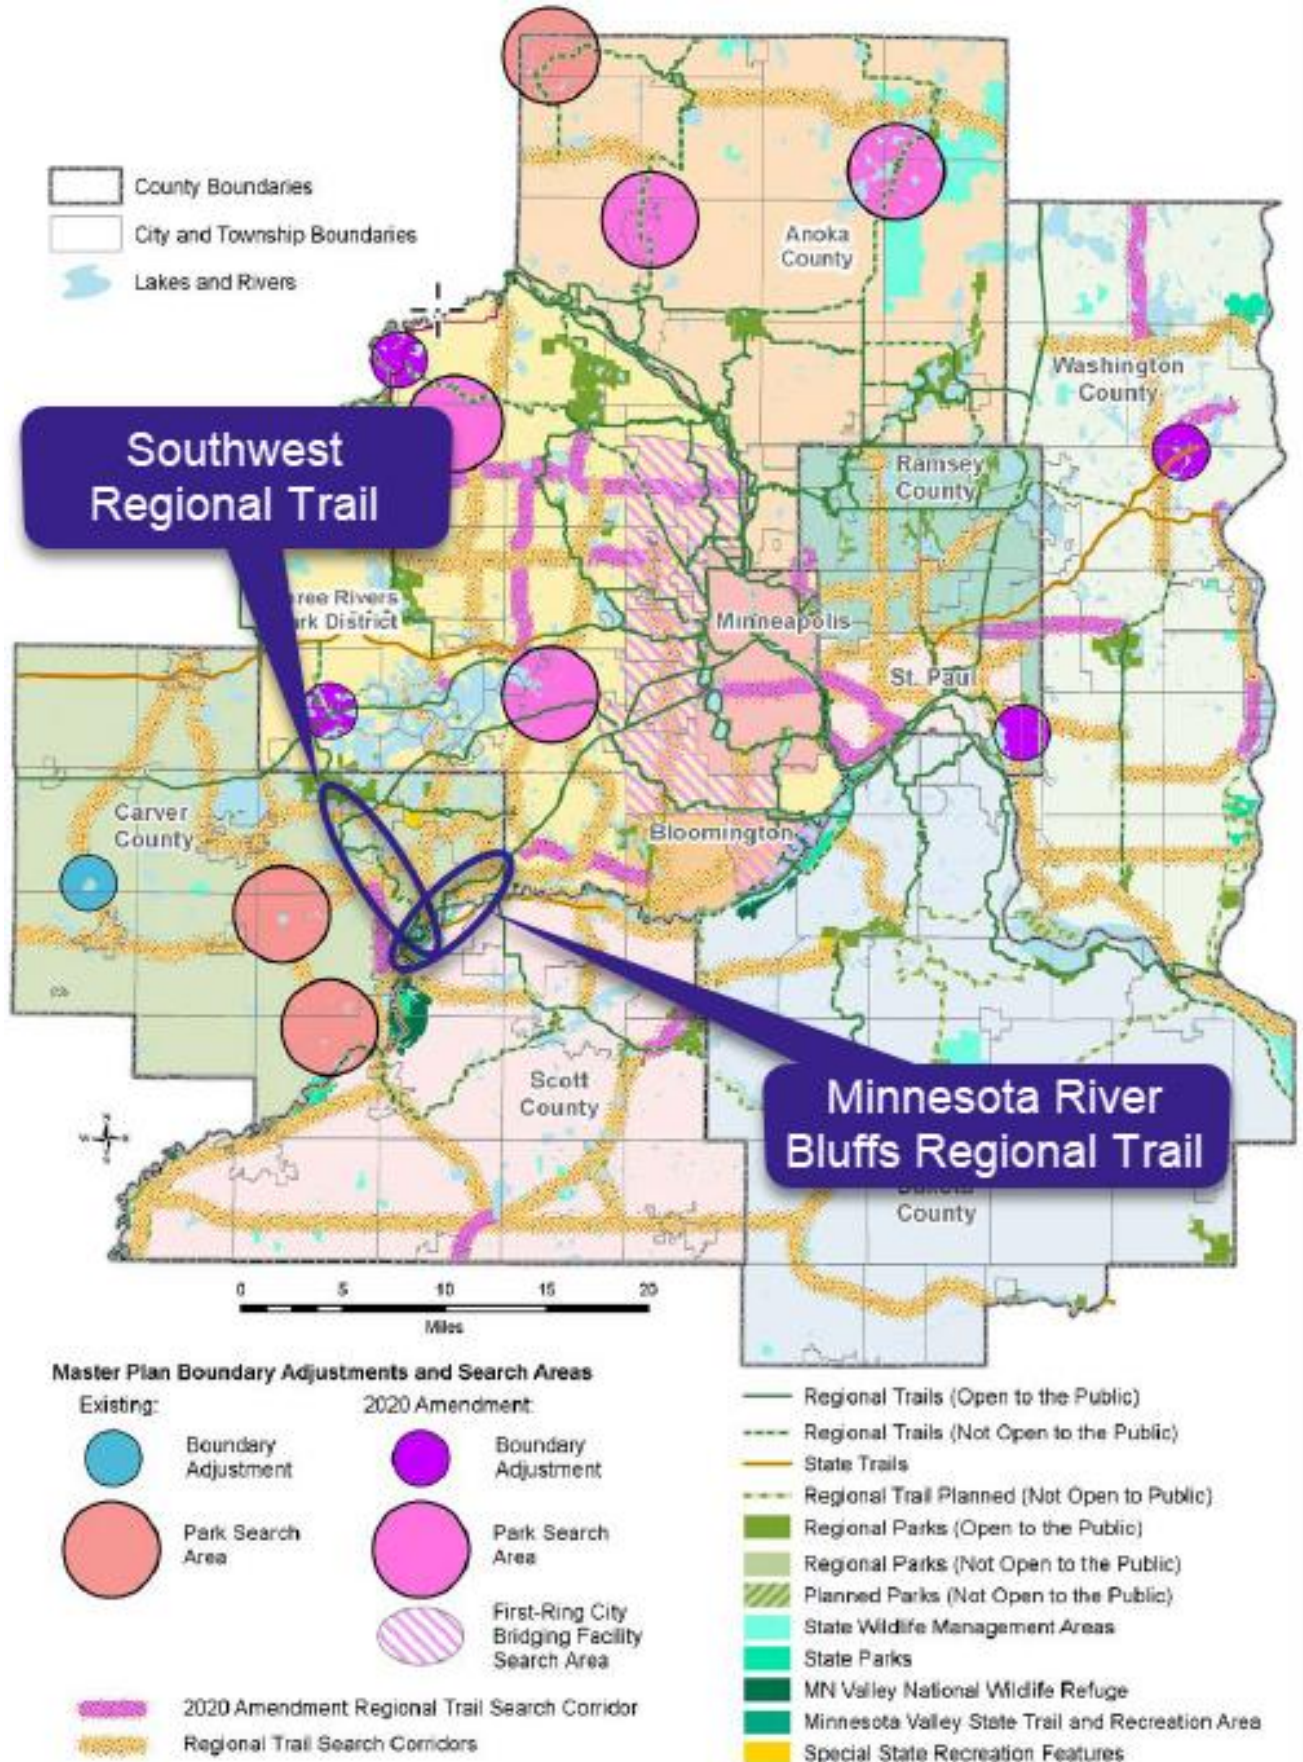 County Boundaries
City and Township Boundaries
Lakes and Rivers
Anoka
County
Washington
County
Southwest
Regional Trail
Ramsey
County
Minneapolis
St. Paul
Carver
County
Bloomington
Scott
County
Minnesota River
Bluffs Regional Trail
County
0 5 10 15 20
Miles
Master Plan Boundary Adjustments and Search Areas
Existing:
Boundary
Adjustment
Park Search
Area
2020 Amendment:
Boundary
Adjustment
Park Search
Area
First-Ring City
Bridging Facility
Search Area
2020 Amendment Regional Trail Search Corridor
Regional Trail Search Corridors
Regional Trails (Open to the Public)
Regional Trails (Not Open to the Public)
State Trails
Regional Trail Planned (Not Open to Public)
Regional Parks (Open to the Public)
Regional Parks (Not Open to the Public)
Planned Parks (Not Open to the Public)
State Wildlife Management Areas
State Parks
MN Valley National Wildlife Refuge
Minnesota Valley State Trail and Recreation Area
Special State Recreation Features